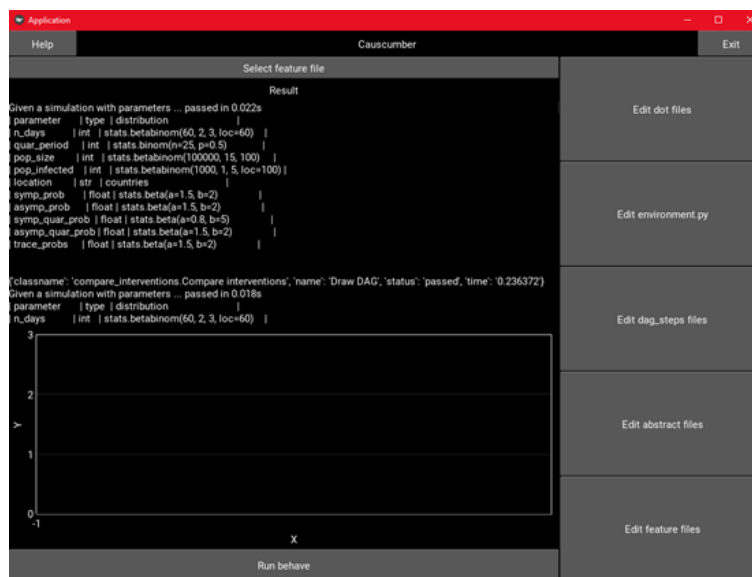 Application
Help
Causcumber
Exit
Select feature file
Result
Given a simulation with parameters ... passed in 0.022s
| parameter | type | distribution |
| n_days | int | stats.betabinom(60, 2, 3, loc=60) |
| quar_period | int | stats.binom(n=25, p=0.5) |
| pop_size | int | stats.betabinom(100000, 15, 100) |
| pop_infected | int | stats.betabinom(1000, 1, 5, loc=100) |
| location | str | countries |
| symp_prob | float | stats.beta(a=1.5, b=2) |
| asymp_prob | float | stats.beta(a=1.5, b=2) |
| symp_quar_prob | float | stats.beta(a=0.8, b=5) |
| asymp_quar_prob | float | stats.beta(a=1.5, b=2) |
| trace_probs | float | stats.beta(a=1.5, b=2) |
{'classname': 'compare_interventions.Compare interventions', 'name': 'Draw DAG', 'status': 'passed', 'time': '0.236372'}
Given a simulation with parameters ... passed in 0.018s
| parameter | type | distribution |
| n_days | int | stats.betabinom(60, 2, 3, loc=60) |
3
2
Y
1
0
-1
X
Run behave
Edit dot files
Edit environment.py
Edit dag_steps files
Edit abstract files
Edit feature files